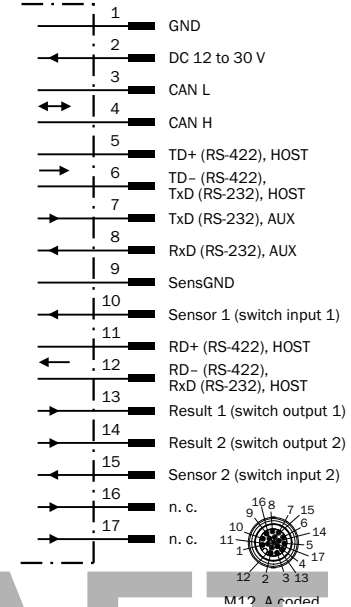 1
GND
2
DC 12 to 30 V
3
CAN L
4
CAN H
5
TD+ (RS-422), HOST
6
TD– (RS-422),
TxD (RS-232), HOST
7
TxD (RS-232), AUX
8
RxD (RS-232), AUX
9
SensGND
10
Sensor 1 (switch input 1)
11
RD+ (RS-422), HOST
12
RD– (RS-422),
RxD (RS-232), HOST
13
Result 1 (switch output 1)
14
Result 2 (switch output 2)
15
Sensor 2 (switch input 2)
16
n. c.
17
n. c.
16 8
9 7 15
10 6
14
11 5
1 17
4
12 2 3 13
M12, A coded